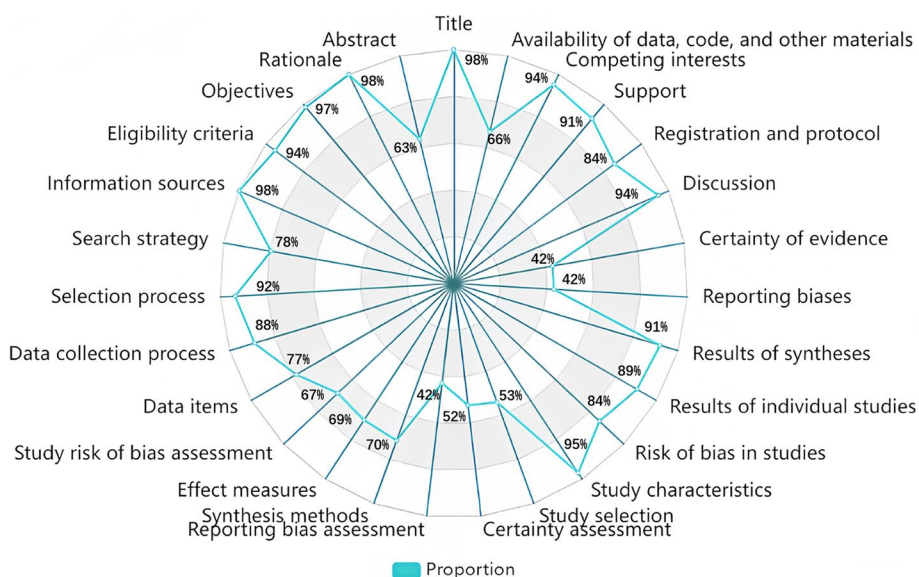 Title
98%
Availability of data, code, and other materials
66%
Competing interests
94%
Support
91%
Registration and protocol
84%
Discussion
94%
Certainty of evidence
42%
Reporting biases
42%
Results of syntheses
91%
Results of individual studies
89%
Risk of bias in studies
84%
Study characteristics
95%
Study selection
53%
Certainty assessment
52%
Reporting bias assessment
42%
Synthesis methods
70%
Effect measures
69%
Study risk of bias assessment
67%
Data items
77%
Data collection process
88%
Selection process
92%
Search strategy
78%
Information sources
98%
Eligibility criteria
94%
Objectives
97%
Rationale
98%
Abstract
63%
Proportion